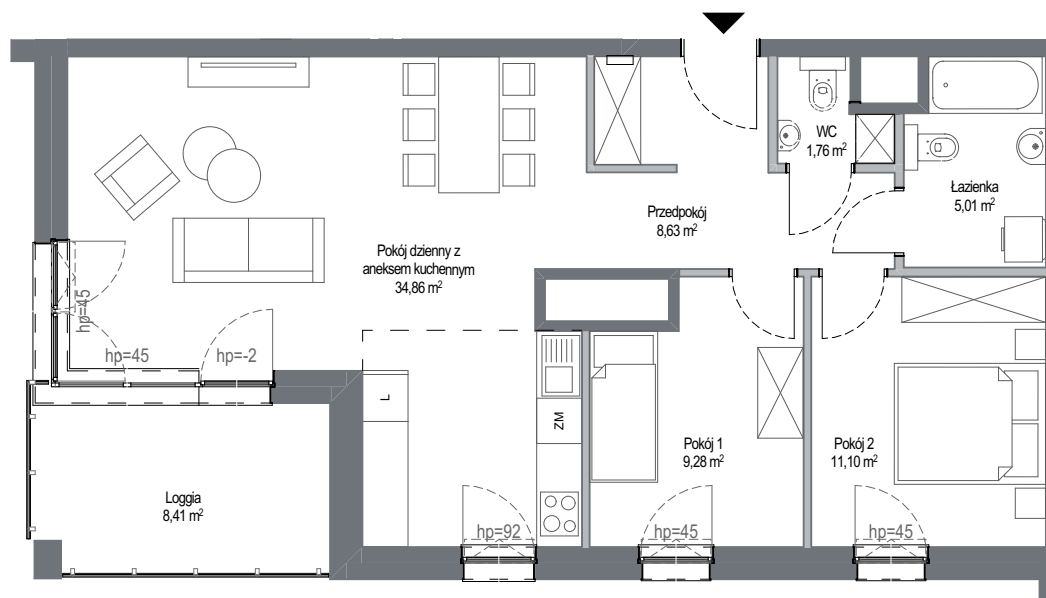 WC
1,76 m²
Łazienka
5,01 m²
Przedpokój
8,63 m²
Pokój dzienny z
aneksem kuchennym
34,86 m²
hp=45
hp=45
hp=-2
L
ZM
Pokój 1
9,28 m²
Pokój 2
11,10 m²
Loggia
8,41 m²
hp=92
hp=45
hp=45